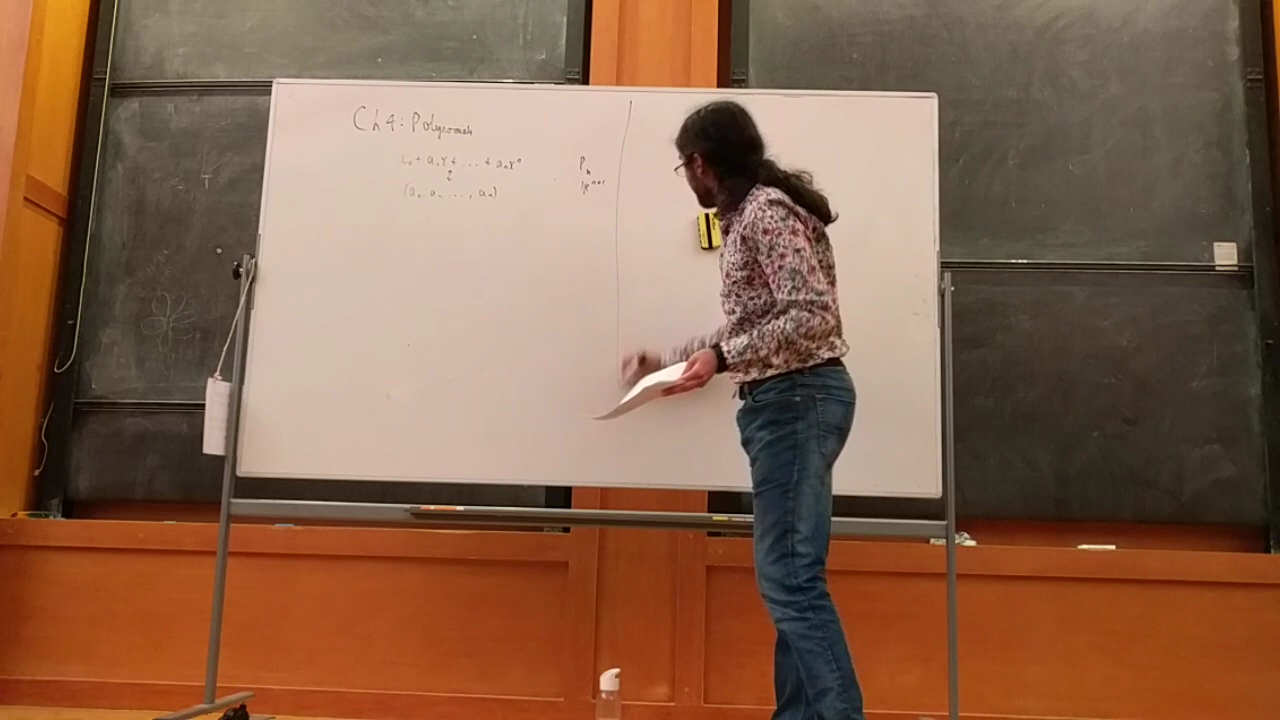 Ch 4: Polynomials
a₀ + a₁x + ... + aₙxⁿ
(a₀, a₁, ..., aₙ)
Pₙ